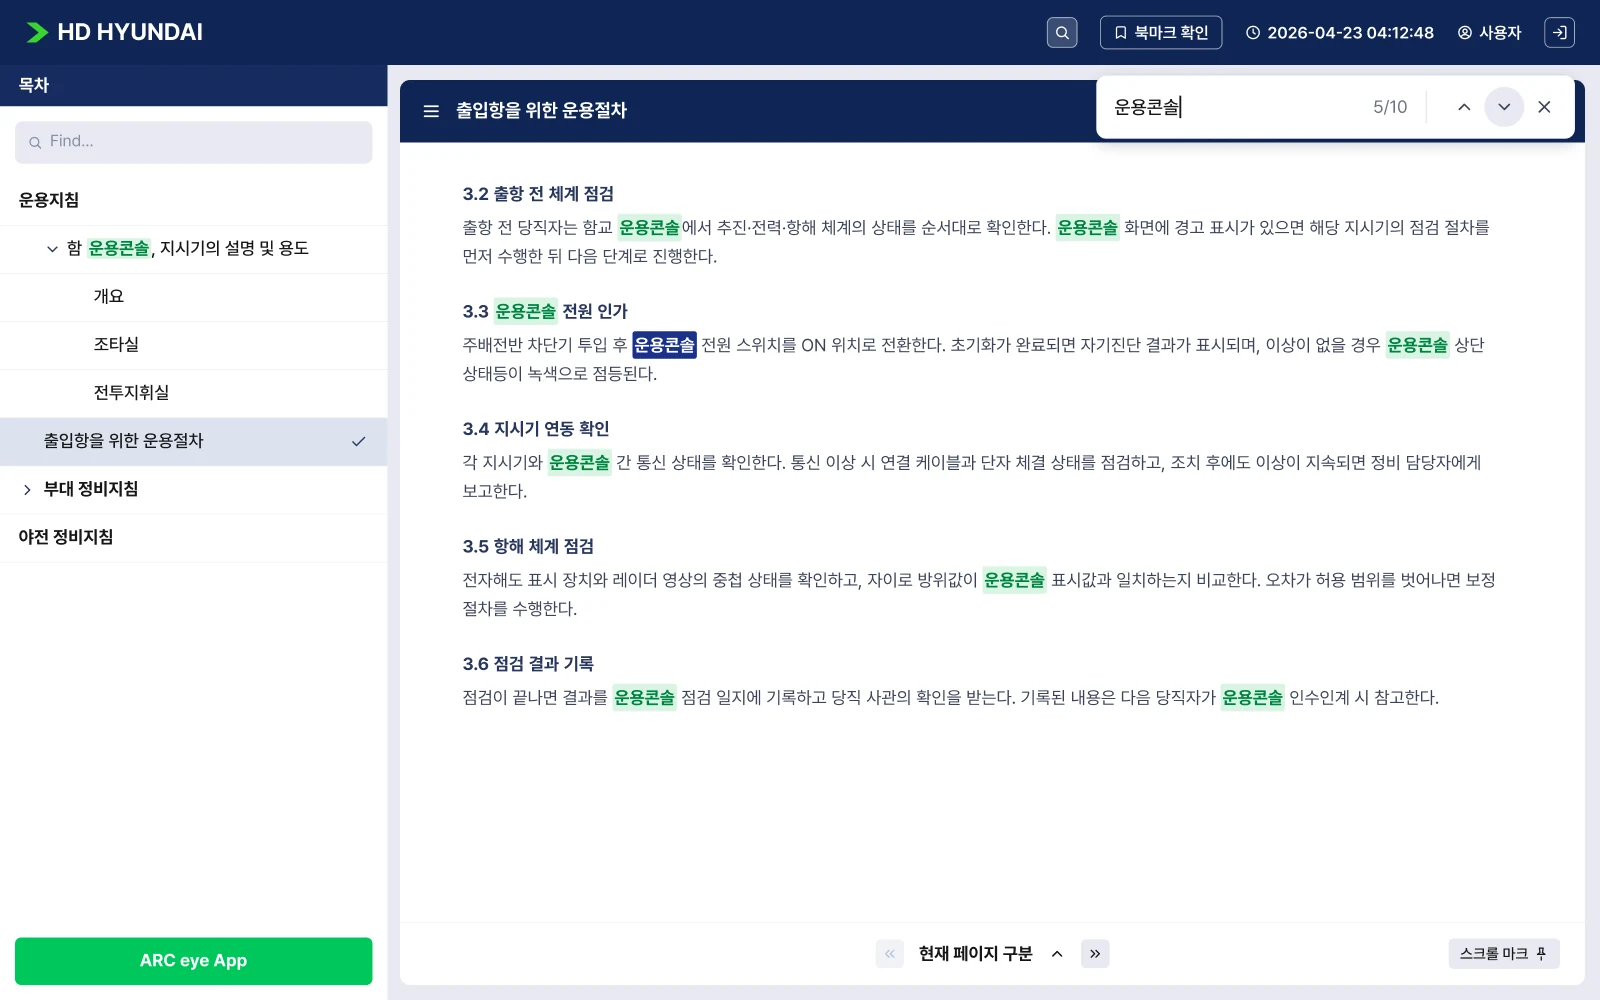 HD HYUNDAI
북마크 확인
2026-04-23 04:12:48
사용자
목차
Find...
운용지침
함 운용콘솔, 지시기의 설명 및 용도
개요
조타실
전투지휘실
출입항을 위한 운용절차
부대 정비지침
야전 정비지침
ARC eye App
출입항을 위한 운용절차
운용콘솔
5/10
3.2 출항 전 체계 점검
출항 전 당직자는 함교 운용콘솔에서 추진·전력·항해 체계의 상태를 순서대로 확인한다. 운용콘솔 화면에 경고 표시가 있으면 해당 지시기의 점검 절차를
먼저 수행한 뒤 다음 단계로 진행한다.
3.3 운용콘솔 전원 인가
주배전반 차단기 투입 후 운용콘솔 전원 스위치를 ON 위치로 전환한다. 초기화가 완료되면 자기진단 결과가 표시되며, 이상이 없을 경우 운용콘솔 상단
상태등이 녹색으로 점등된다.
3.4 지시기 연동 확인
각 지시기와 운용콘솔 간 통신 상태를 확인한다. 통신 이상 시 연결 케이블과 단자 체결 상태를 점검하고, 조치 후에도 이상이 지속되면 정비 담당자에게
보고한다.
3.5 항해 체계 점검
전자해도 표시 장치와 레이더 영상의 중첩 상태를 확인하고, 자이로 방위값이 운용콘솔 표시값과 일치하는지 비교한다. 오차가 허용 범위를 벗어나면 보정
절차를 수행한다.
3.6 점검 결과 기록
점검이 끝나면 결과를 운용콘솔 점검 일지에 기록하고 당직 사관의 확인을 받는다. 기록된 내용은 다음 당직자가 운용콘솔 인수인계 시 참고한다.
현재 페이지 구분
스크롤 마크